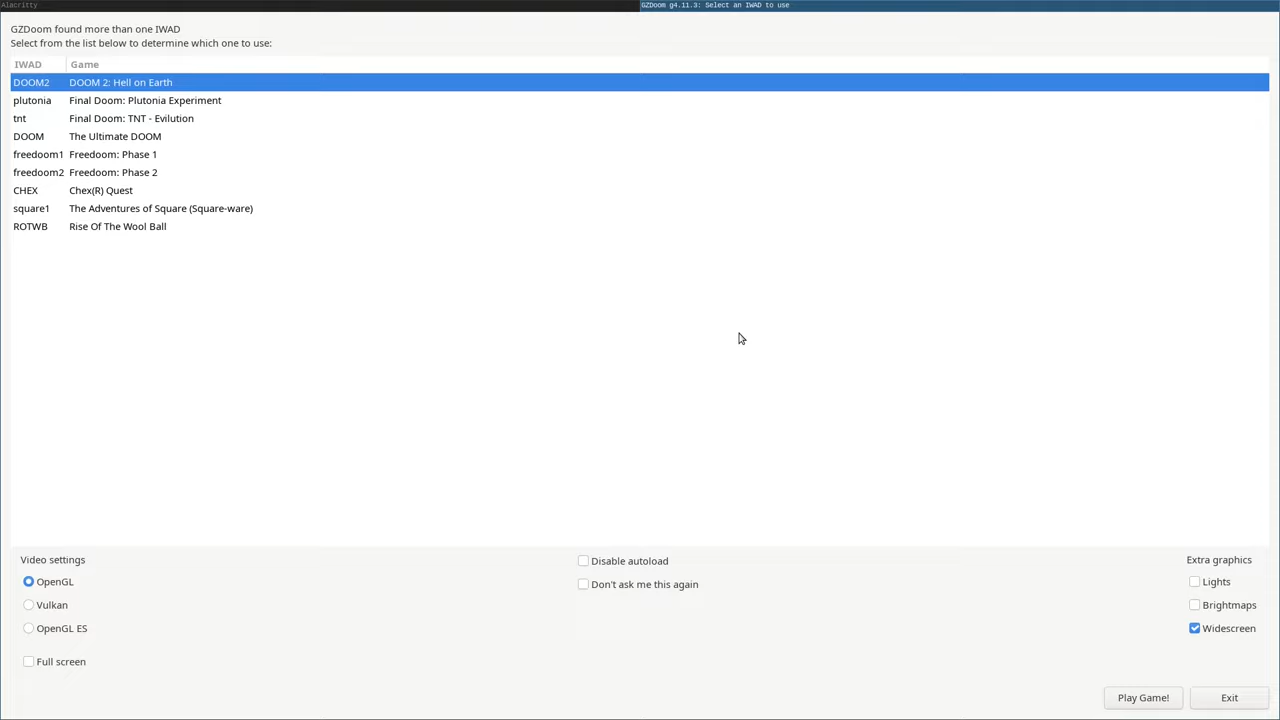 Alacritty
GZDoom g4.11.3: Select an IWAD to use
GZDoom found more than one IWAD
Select from the list below to determine which one to use:
IWAD Game
DOOM2 DOOM 2: Hell on Earth
plutonia Final Doom: Plutonia Experiment
tnt Final Doom: TNT - Evilution
DOOM The Ultimate DOOM
freedoom1 Freedoom: Phase 1
freedoom2 Freedoom: Phase 2
CHEX Chex(R) Quest
square1 The Adventures of Square (Square-ware)
ROTWB Rise Of The Wool Ball
Video settings
OpenGL
Vulkan
OpenGL ES
Full screen
Disable autoload
Don't ask me this again
Extra graphics
Lights
Brightmaps
Widescreen
Play Game!
Exit